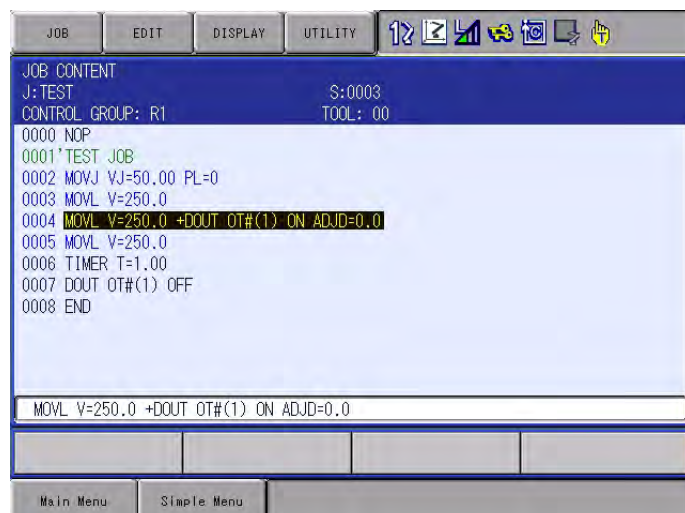 JOB EDIT DISPLAY UTILITY
JOB CONTENT
J:TEST S:0003
CONTROL GROUP: R1 TOOL: 00
0000 NOP
0001'TEST JOB
0002 MOVJ VJ=50.00 PL=0
0003 MOVL V=250.0
0004 MOVL V=250.0 +DOUT OT#(1) ON ADJD=0.0
0005 MOVL V=250.0
0006 TIMER T=1.00
0007 DOUT OT#(1) OFF
0008 END
MOVL V=250.0 +DOUT OT#(1) ON ADJD=0.0
Main Menu Simple Menu